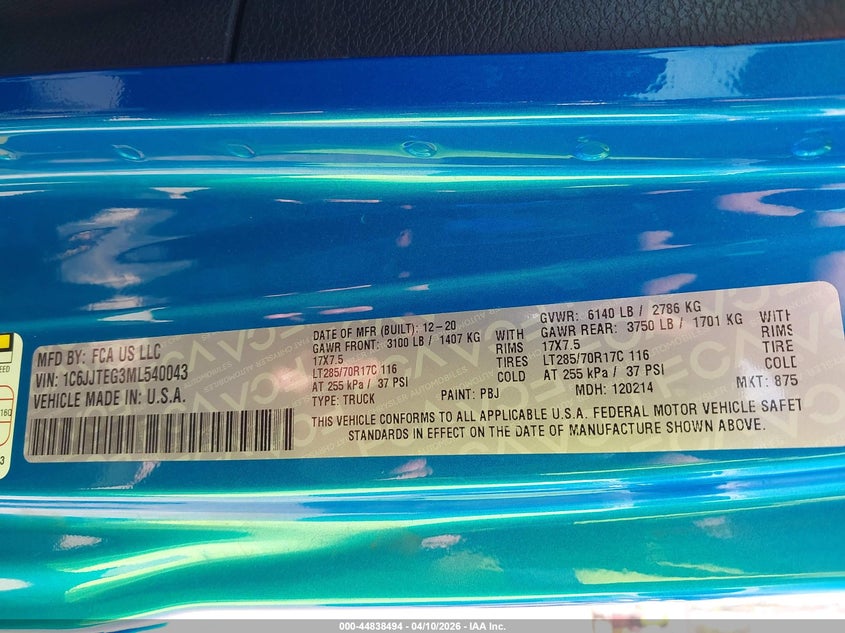 MFD BY: FCA US LLC
VIN: 1C6JJTEG3ML540043
VEHICLE MADE IN: U.S.A.
DATE OF MFR (BUILT): 12-20
GAWR FRONT: 3100 LB / 1407 KG WITH
17X7.5 RIMS
LT285/70R17C 116 TIRES
AT 255 kPa / 37 PSI COLD
TYPE: TRUCK PAINT: PBJ
GVWR: 6140 LB / 2786 KG
GAWR REAR: 3750 LB / 1701 KG WITH
17X7.5 RIMS
LT285/70R17C 116 TIRE
AT 255 kPa / 37 PSI COLD
MDH: 120214 MKT: 875
THIS VEHICLE CONFORMS TO ALL APPLICABLE U.S.A. FEDERAL MOTOR VEHICLE SAFET
STANDARDS IN EFFECT ON THE DATE OF MANUFACTURE SHOWN ABOVE.
EED
160
3
000-44838494 - 04/10/2026 - IAA Inc.